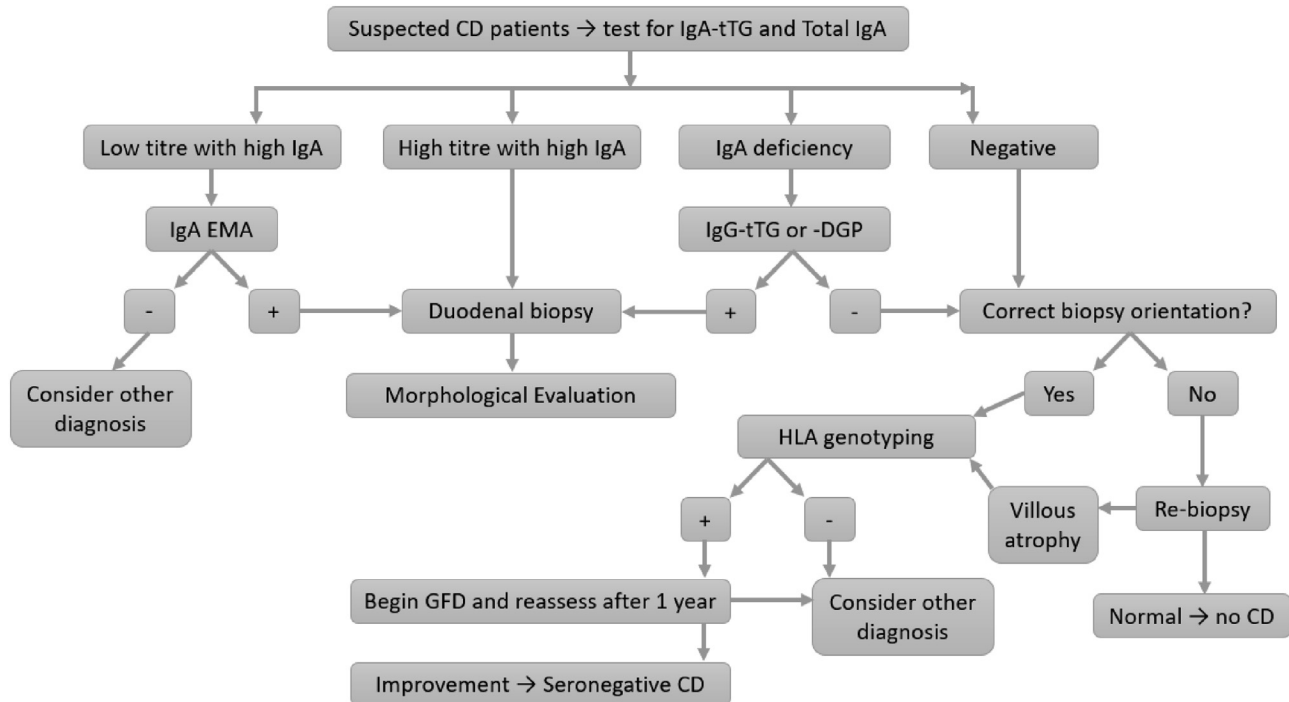 Suspected CD patients → test for IgA-tTG and Total IgA
Low titre with high IgA
High titre with high IgA
IgA deficiency
Negative
IgA EMA
IgG-tTG or -DGP
-
+
Duodenal biopsy
+
-
Correct biopsy orientation?
Consider other
diagnosis
Morphological Evaluation
Yes
No
HLA genotyping
+
-
Villous
atrophy
Re-biopsy
Begin GFD and reassess after 1 year
Consider other
diagnosis
Normal → no CD
Improvement → Seronegative CD